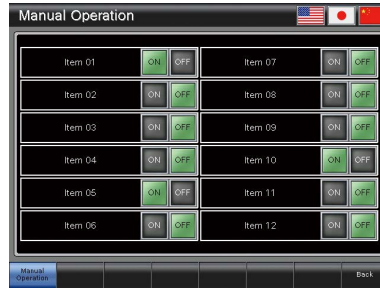 Manual Operation
Item 01 ON OFF Item 07 ON OFF
Item 02 ON OFF Item 08 ON OFF
Item 03 ON OFF Item 09 ON OFF
Item 04 ON OFF Item 10 ON OFF
Item 05 ON OFF Item 11 ON OFF
Item 06 ON OFF Item 12 ON OFF
Manual
Operation
Back